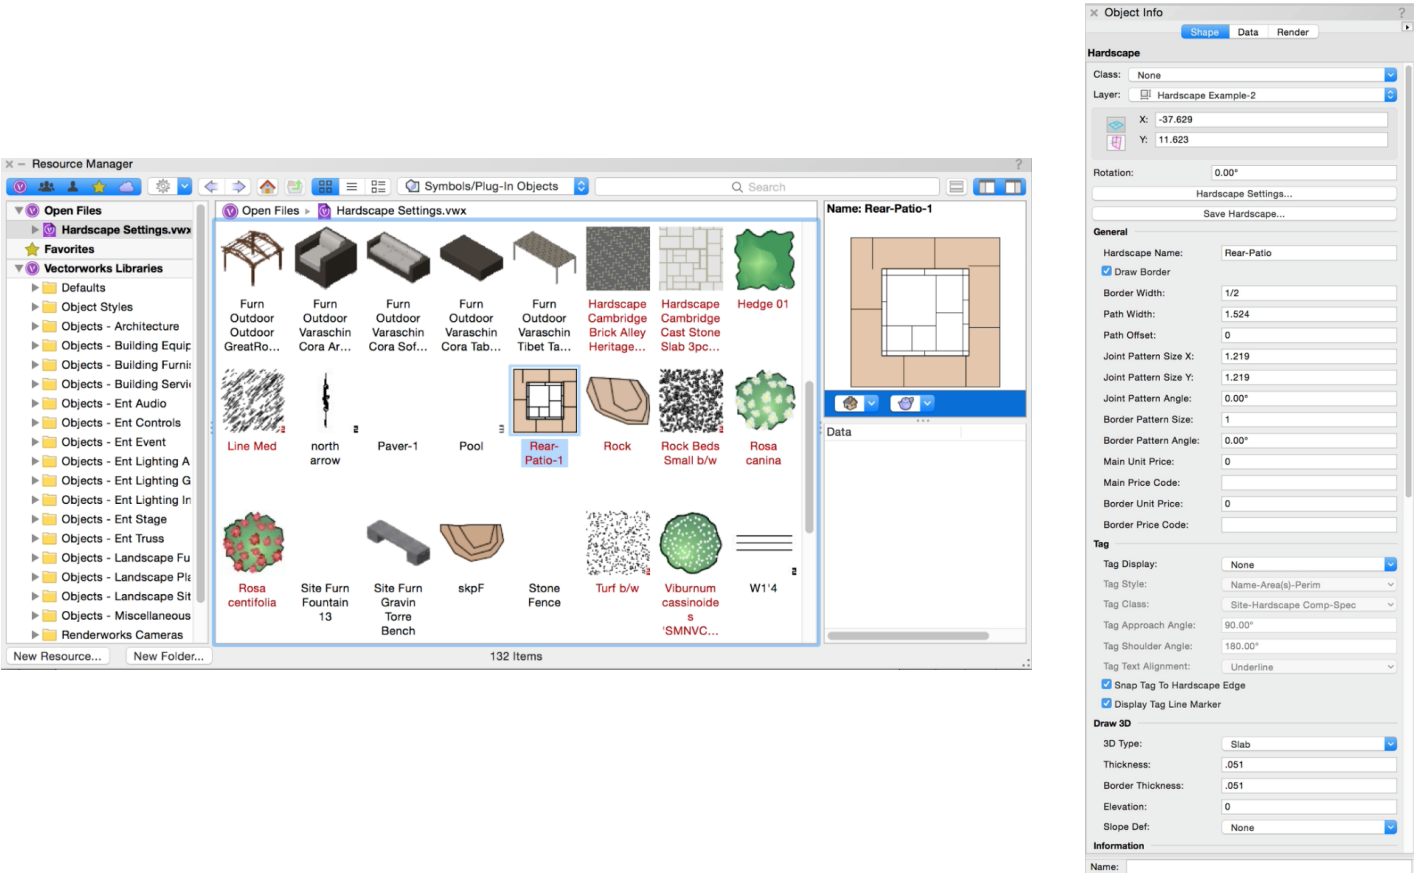 Resource Manager
?
Symbols/Plug-In Objects
Search
Open Files
Hardscape Settings.vwx
Favorites
Vectorworks Libraries
Defaults
Object Styles
Objects - Architecture
Objects - Building Equip
Objects - Building Furni
Objects - Building Servi
Objects - Ent Audio
Objects - Ent Controls
Objects - Ent Event
Objects - Ent Lighting A
Objects - Ent Lighting G
Objects - Ent Lighting In
Objects - Ent Stage
Objects - Ent Truss
Objects - Landscape Fu
Objects - Landscape Pla
Objects - Landscape Sit
Objects - Miscellaneous
Renderworks Cameras
New Resource...
New Folder...
Open Files
Hardscape Settings.vwx
Furn
Outdoor
Outdoor
GreatRo...
Furn
Outdoor
Varaschin
Cora Ar...
Furn
Outdoor
Varaschin
Cora Sof...
Furn
Outdoor
Varaschin
Cora Tab...
Furn
Outdoor
Varaschin
Tibet Ta...
Hardscape
Cambridge
Brick Alley
Heritage...
Hardscape
Cambridge
Cast Stone
Slab 3pc...
Hedge 01
Line Med
north
arrow
Paver-1
Pool
Rear-
Patio-1
Rock
Rock Beds
Small b/w
Rosa
canina
Rosa
centifolia
Site Furn
Fountain
13
Site Furn
Gravin
Torre
Bench
skpF
Stone
Fence
Turf b/w
Viburnum
cassinoide
s
'SMNVC...
W1'4
132 Items
Name: Rear-Patio-1
Data
Object Info
?
Shape
Data
Render
Hardscape
Class: None
Layer: Hardscape Example-2
X: -37.629
Y: 11.623
Rotation: 0.00°
Hardscape Settings...
Save Hardscape...
General
Hardscape Name: Rear-Patio
Draw Border
Border Width: 1/2
Path Width: 1.524
Path Offset: 0
Joint Pattern Size X: 1.219
Joint Pattern Size Y: 1.219
Joint Pattern Angle: 0.00°
Border Pattern Size: 1
Border Pattern Angle: 0.00°
Main Unit Price: 0
Main Price Code:
Border Unit Price: 0
Border Price Code:
Tag
Tag Display: None
Tag Style: Name-Area(s)-Perim
Tag Class: Site-Hardscape Comp-Spec
Tag Approach Angle: 90.00°
Tag Shoulder Angle: 180.00°
Tag Text Alignment: Underline
Snap Tag To Hardscape Edge
Display Tag Line Marker
Draw 3D
3D Type: Slab
Thickness: .051
Border Thickness: .051
Elevation: 0
Slope Def: None
Information
Name: